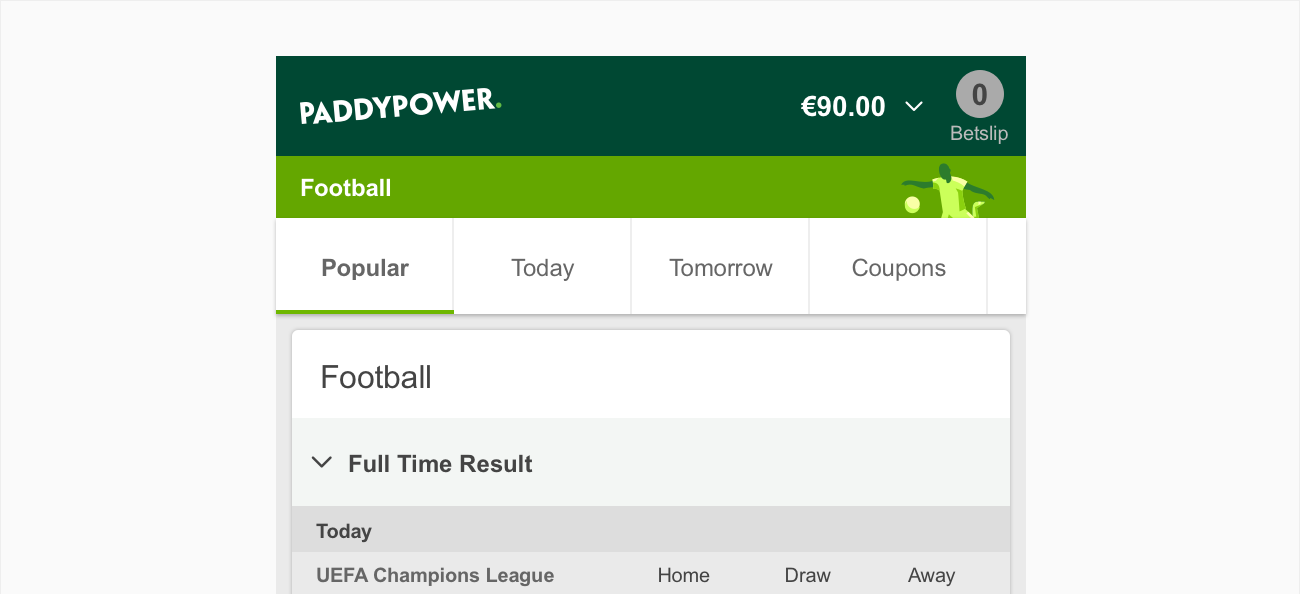 PADDYPOWER.
€90.00
0
Betslip
Football
Popular Today Tomorrow Coupons
Football
Full Time Result
Today
UEFA Champions League Home Draw Away